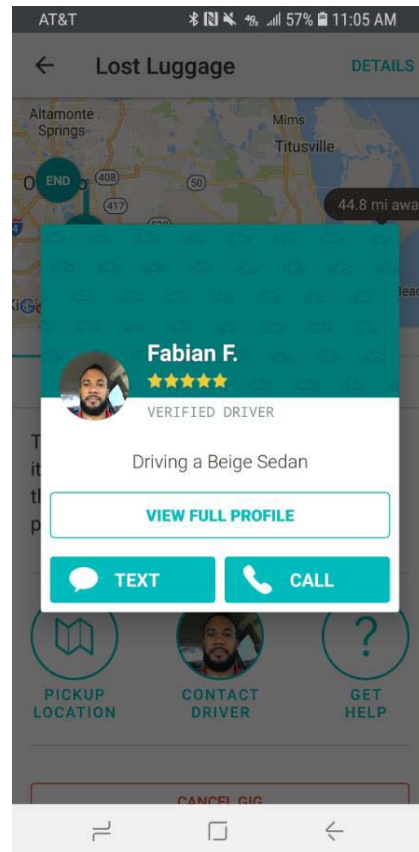 AT&T 57% 11:05 AM
Lost Luggage DETAILS
Altamonte
Springs
Mims
Titusville
END
408
50
417
44.8 mi awa
Fabian F.
VERIFIED DRIVER
Driving a Beige Sedan
VIEW FULL PROFILE
TEXT CALL
PICKUP
LOCATION
CONTACT
DRIVER
GET
HELP
CANCEL GIG